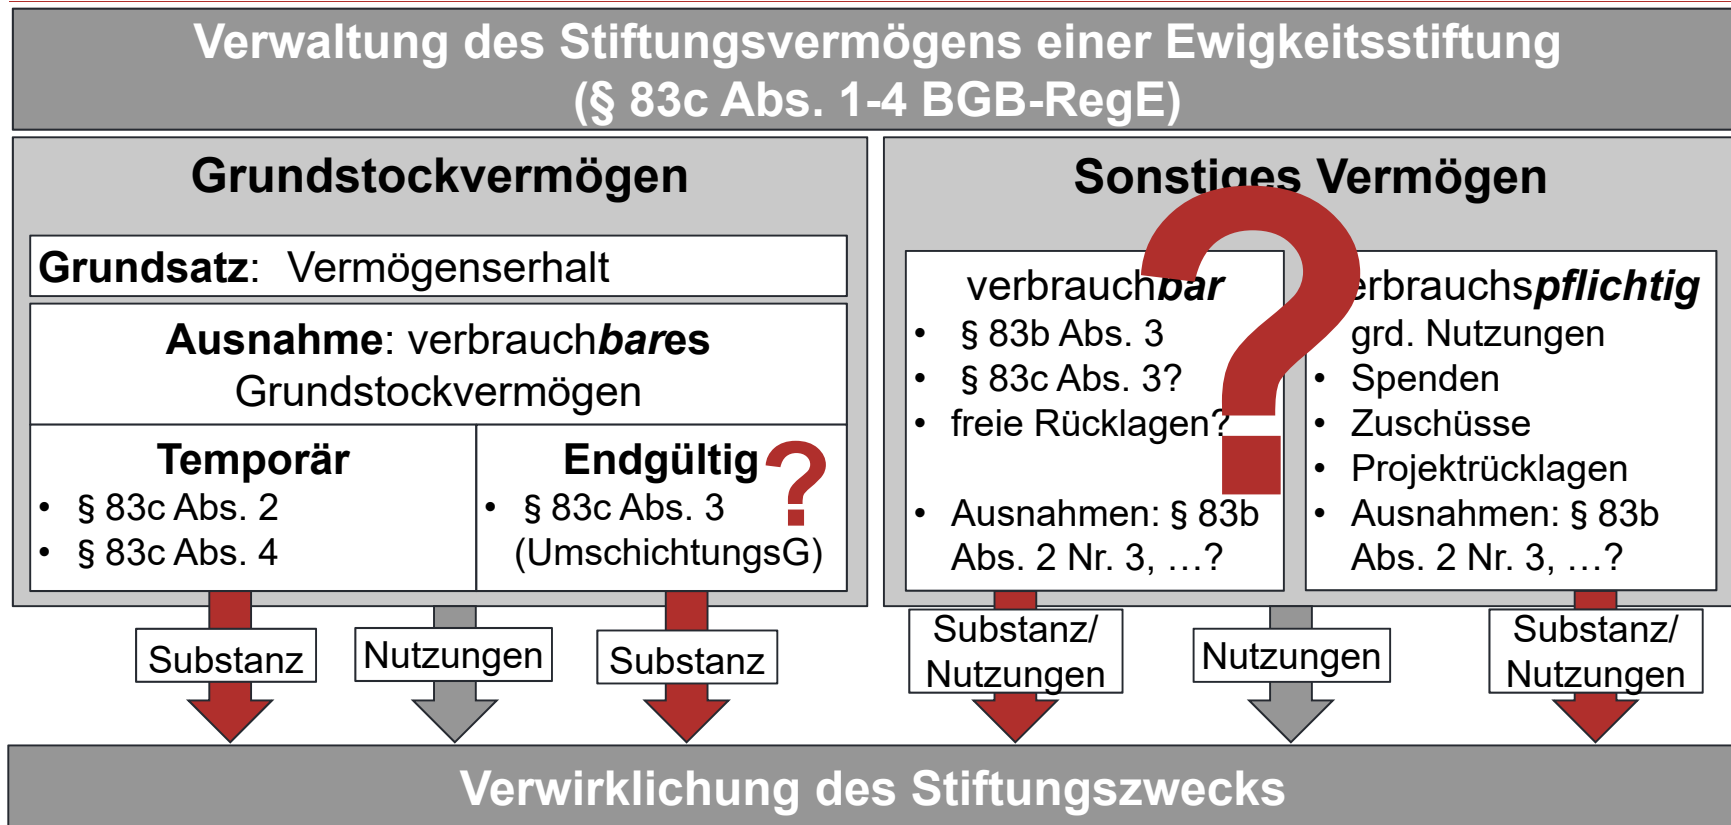 Verwaltung des Stiftungsvermögens einer Ewigkeitsstiftung
(§ 83c Abs. 1-4 BGB-RegE)
Grundstockvermögen
Grundsatz: Vermögenserhalt
Ausnahme: verbrauchbares
Grundstockvermögen
Temporär
• § 83c Abs. 2
• § 83c Abs. 4
Endgültig
?
• § 83c Abs. 3
(UmschichtungsG)
Substanz
Nutzungen
Substanz
Sonstiges Vermögen
?
verbrauchbar
• § 83b Abs. 3
• § 83c Abs. 3?
• freie Rücklagen?
• Ausnahmen: § 83b
Abs. 2 Nr. 3, …?
erbrauchspflichtig
grd. Nutzungen
• Spenden
• Zuschüsse
• Projektrücklagen
• Ausnahmen: § 83b
Abs. 2 Nr. 3, …?
Substanz/
Nutzungen
Nutzungen
Substanz/
Nutzungen
Verwirklichung des Stiftungszwecks